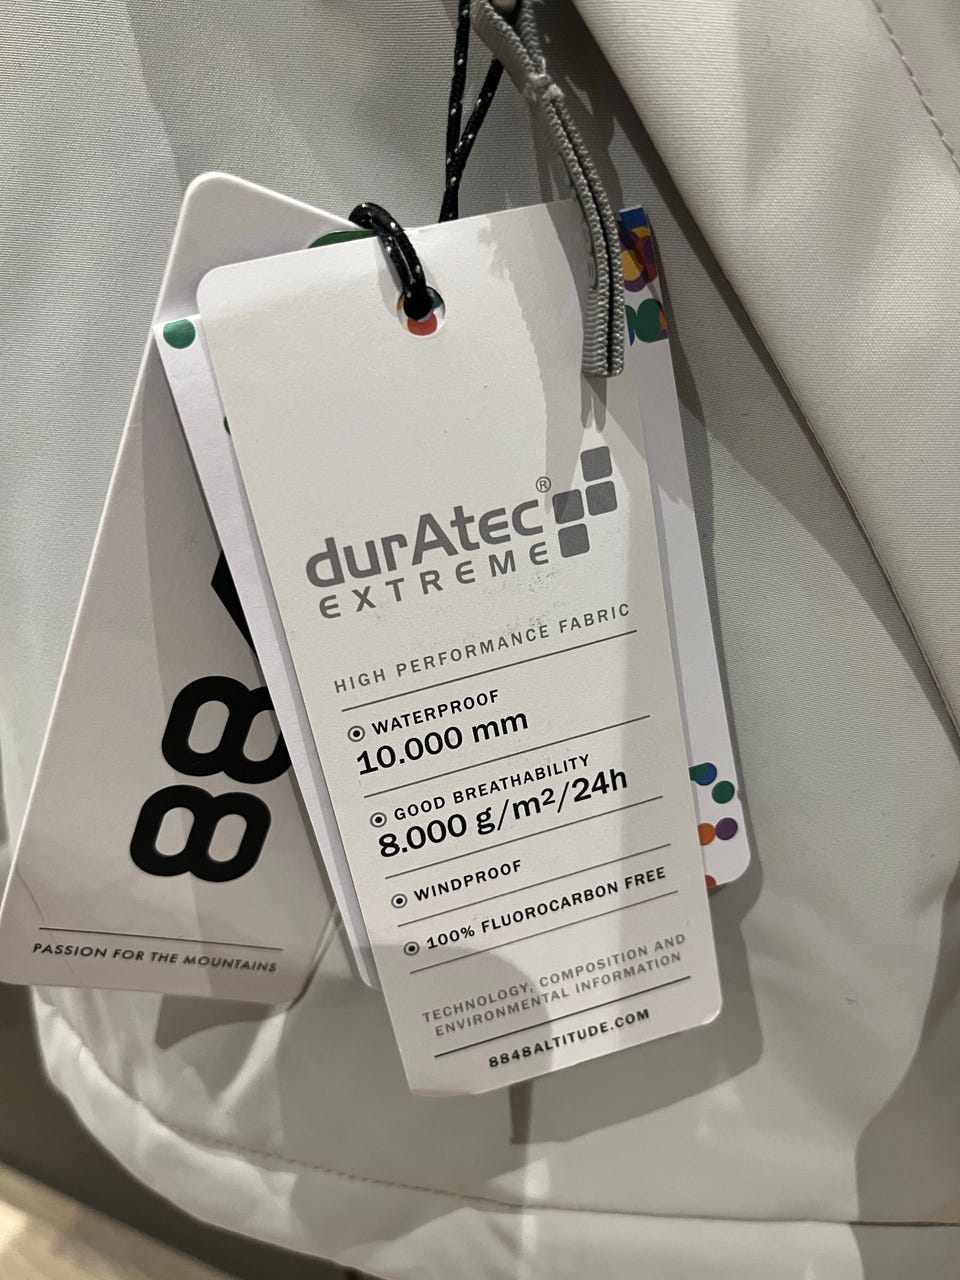 durAtec®
EXTREME
HIGH PERFORMANCE FABRIC
WATERPROOF
10.000 mm
GOOD BREATHABILITY
8.000 g/m²/24h
WINDPROOF
100% FLUOROCARBON FREE
TECHNOLOGY, COMPOSITION AND
ENVIRONMENTAL INFORMATION
8848ALTITUDE.COM
88
PASSION FOR THE MOUNTAINS